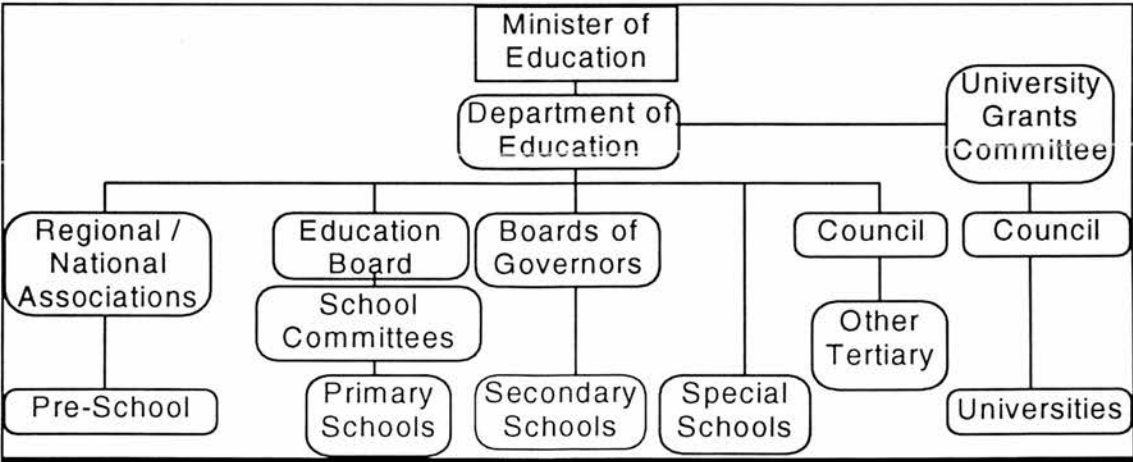 Minister of
Education
Department of
Education
University
Grants
Committee
Regional /
National
Associations
Education
Board
Boards of
Governors
Council
Council
School
Committees
Other
Tertiary
Pre-School
Primary
Schools
Secondary
Schools
Special
Schools
Universities